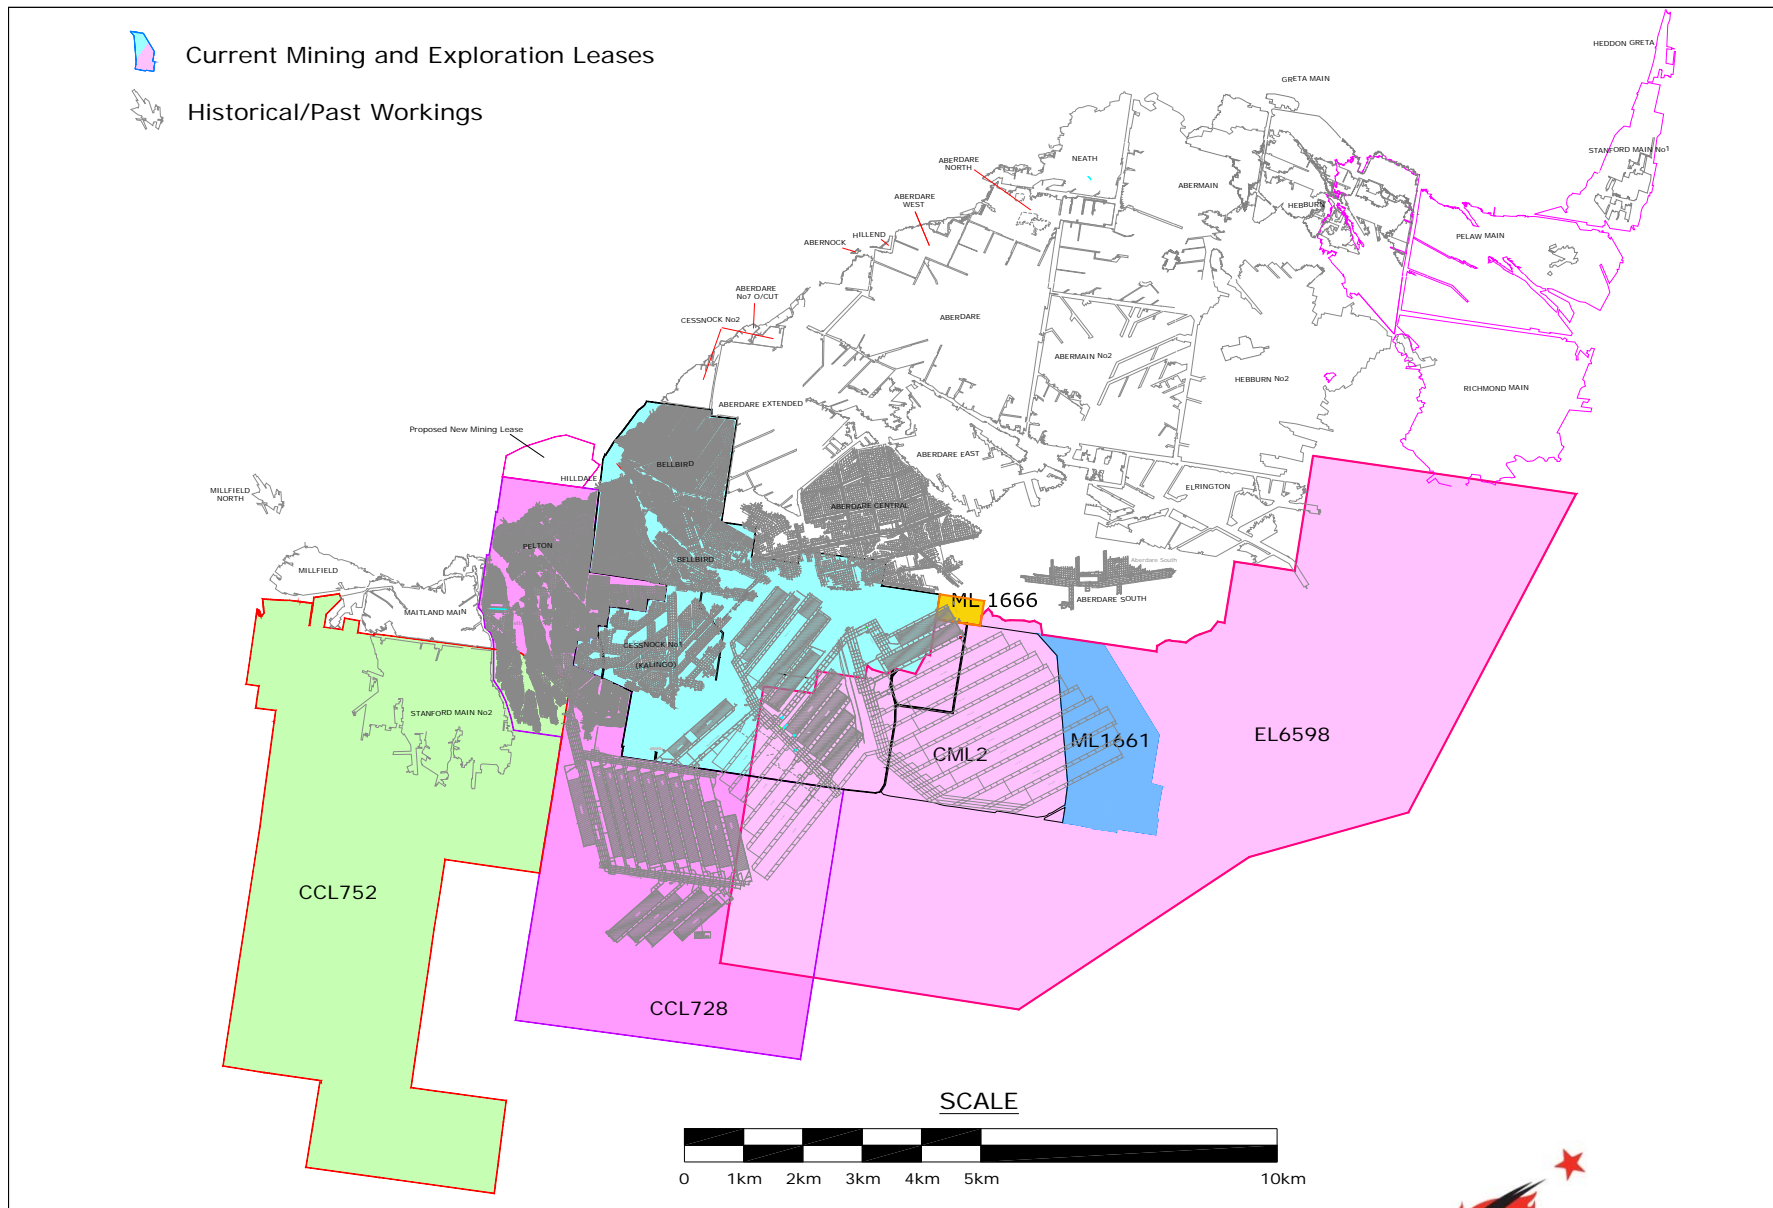 Current Mining and Exploration Leases
Historical/Past Workings
HEDDON GRETA
GRETA MAIN
STANFORD MAIN No1
NEATH
ABERDARE
NORTH
ABERMAIN
ABERDARE
WEST
HEBBURN
HILLEND
ABERNOCK
PELAW MAIN
ABERDARE
No7 O/CUT
CESSNOCK No2
ABERDARE
ABERMAIN No2
HEBBURN No2
RICHMOND MAIN
ABERDARE EXTENDED
Proposed New Mining Lease
ABERDARE EAST
BELLBIRD
HILLDALE
MILLFIELD
NORTH
ELRINGTON
ABERDARE CENTRAL
PELTON
BELLBIRD
Aberdare South
MILLFIELD
ABERDARE SOUTH
ML 1666
MAITLAND MAIN
CESSNOCK No1
(KALINGO)
STANFORD MAIN No2
EL6598
ML1661
CML2
CCL752
CCL728
SCALE
0 1km 2km 3km 4km 5km 10km